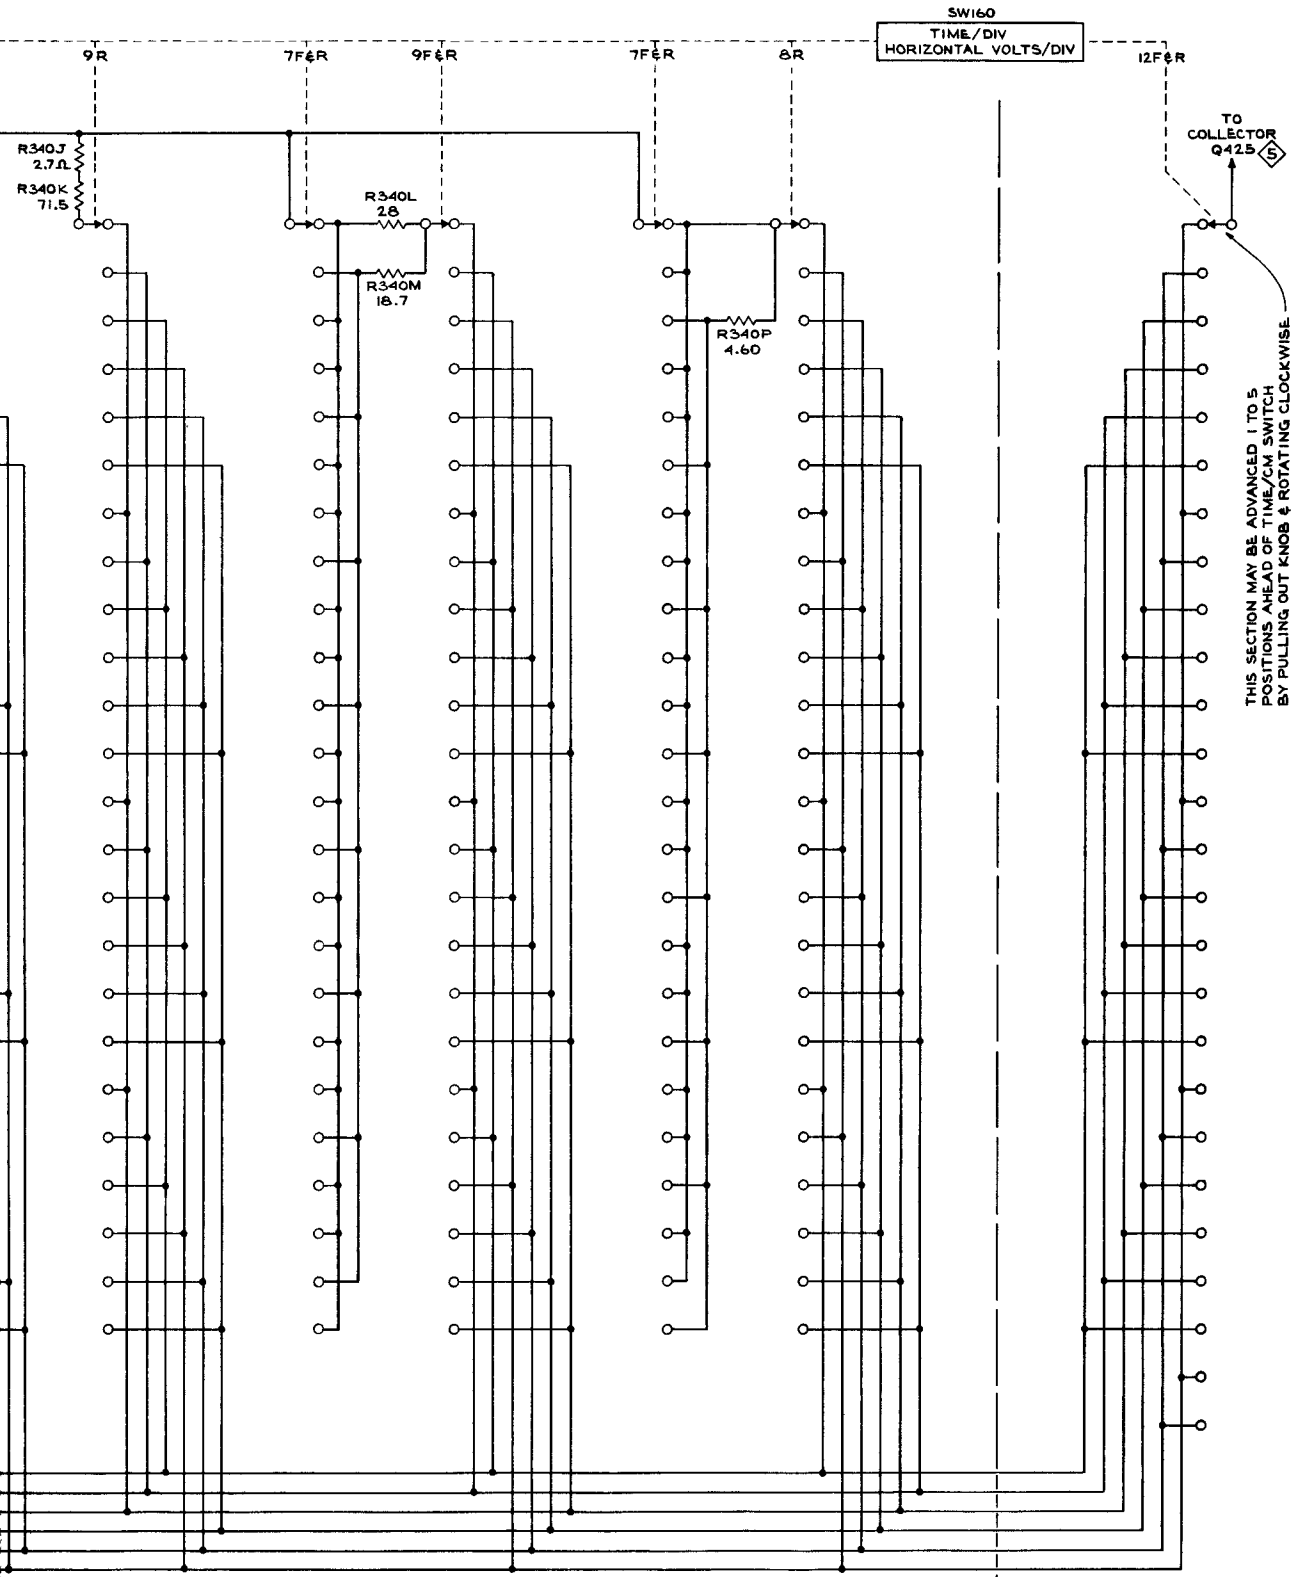 SW160
TIME/DIV
HORIZONTAL VOLTS/DIV
9R
7F&R
9F&R
7F&R
8R
12F&R
TO
COLLECTOR
Q425
5
R340J
2.7Ω
R340K
71.5
R340L
28
R340M
18.7
R340P
4.60
THIS SECTION MAY BE ADVANCED 1 TO 5
POSITIONS AHEAD OF TIME/CM SWITCH
BY PULLING OUT KNOB & ROTATING CLOCKWISE